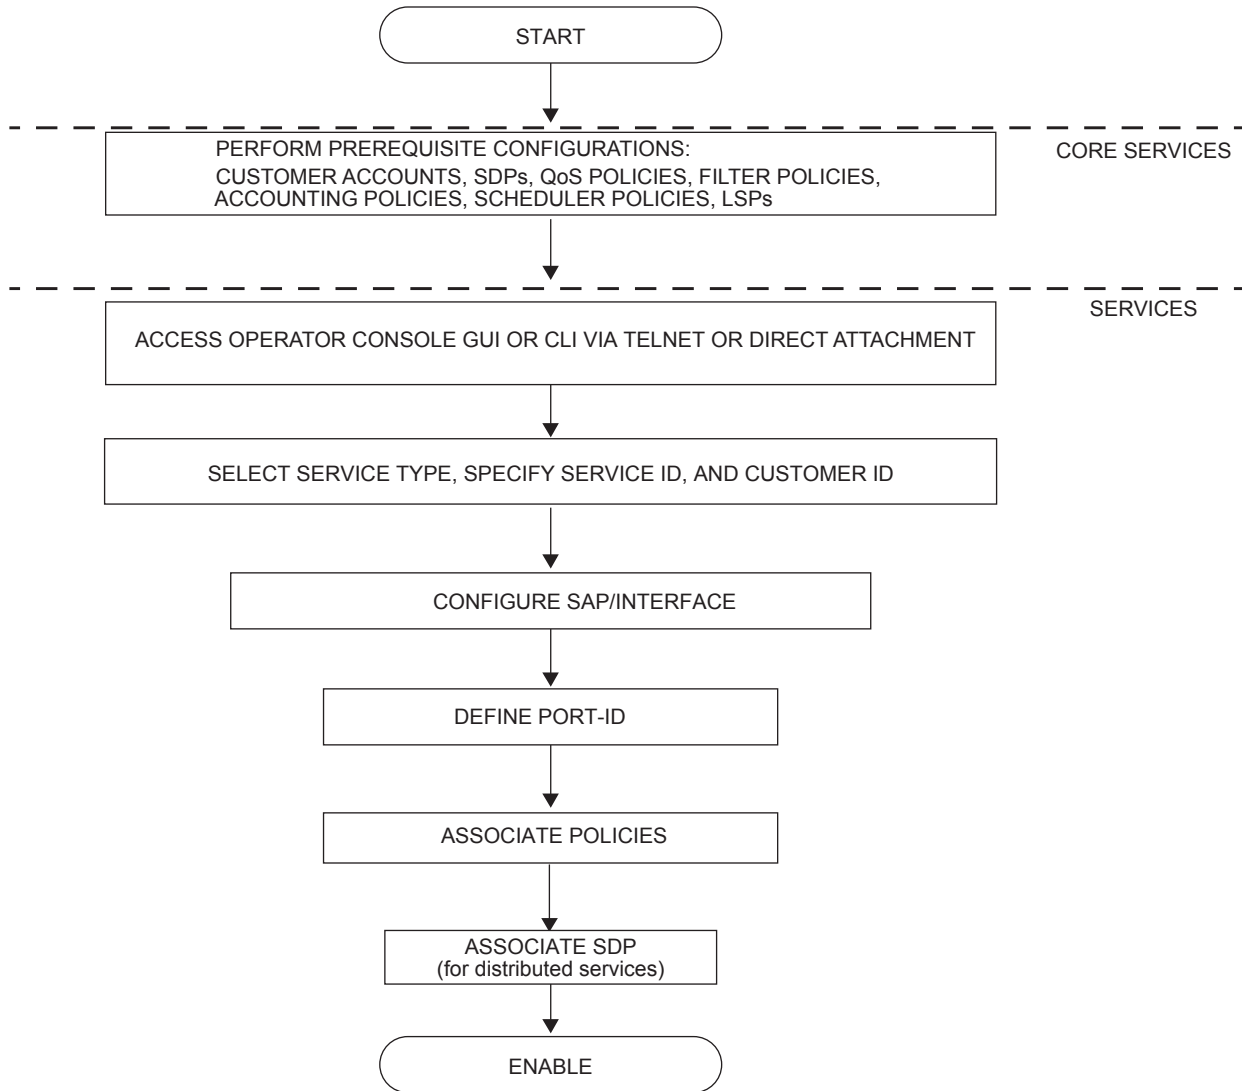 START
PERFORM PREREQUISITE CONFIGURATIONS:
CORE SERVICES
CUSTOMER ACCOUNTS, SDPs, QoS POLICIES, FILTER POLICIES,
ACCOUNTING POLICIES, SCHEDULER POLICIES, LSPs
SERVICES
ACCESS OPERATOR CONSOLE GUI OR CLI VIA TELNET OR DIRECT ATTACHMENT
SELECT SERVICE TYPE, SPECIFY SERVICE ID, AND CUSTOMER ID
CONFIGURE SAP/INTERFACE
DEFINE PORT-ID
ASSOCIATE POLICIES
ASSOCIATE SDP
(for distributed services)
ENABLE